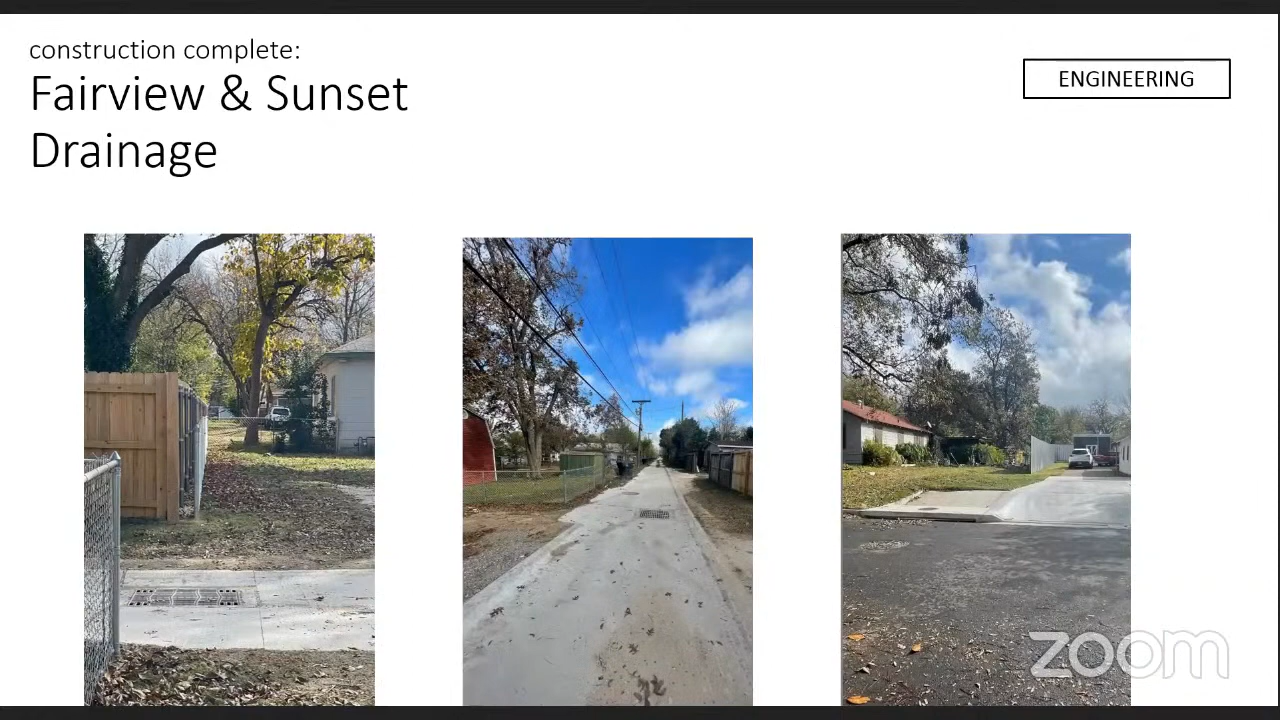 construction complete:
Fairview & Sunset
Drainage
ENGINEERING
zoom